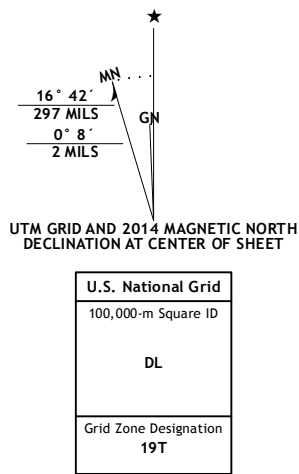 ★
MN
GN
16° 42´
297 MILS
0° 8´
2 MILS
UTM GRID AND 2014 MAGNETIC NORTH
DECLINATION AT CENTER OF SHEET
U.S. National Grid
100,000-m Square ID
DL
Grid Zone Designation
19T